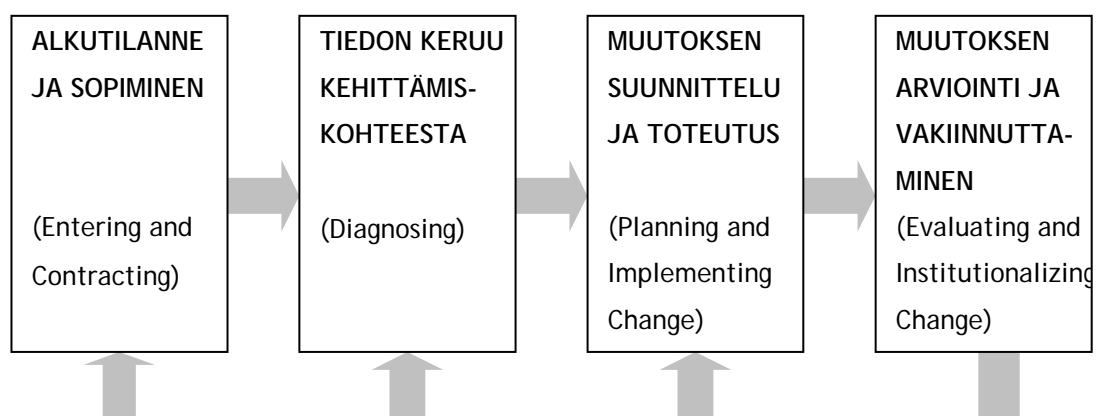 ALKUTILANNE
JA SOPIMINEN
(Entering and
Contracting)
TIEDON KERUU
KEHITTÄMIS-
KOHTEESTA
(Diagnosing)
MUUTOKSEN
SUUNNITTELU
JA TOTEUTUS
(Planning and
Implementing
Change)
MUUTOKSEN
ARVIOINTI JA
VAKIINNUTTA-
MINEN
(Evaluating and
Institutionalizing
Change)